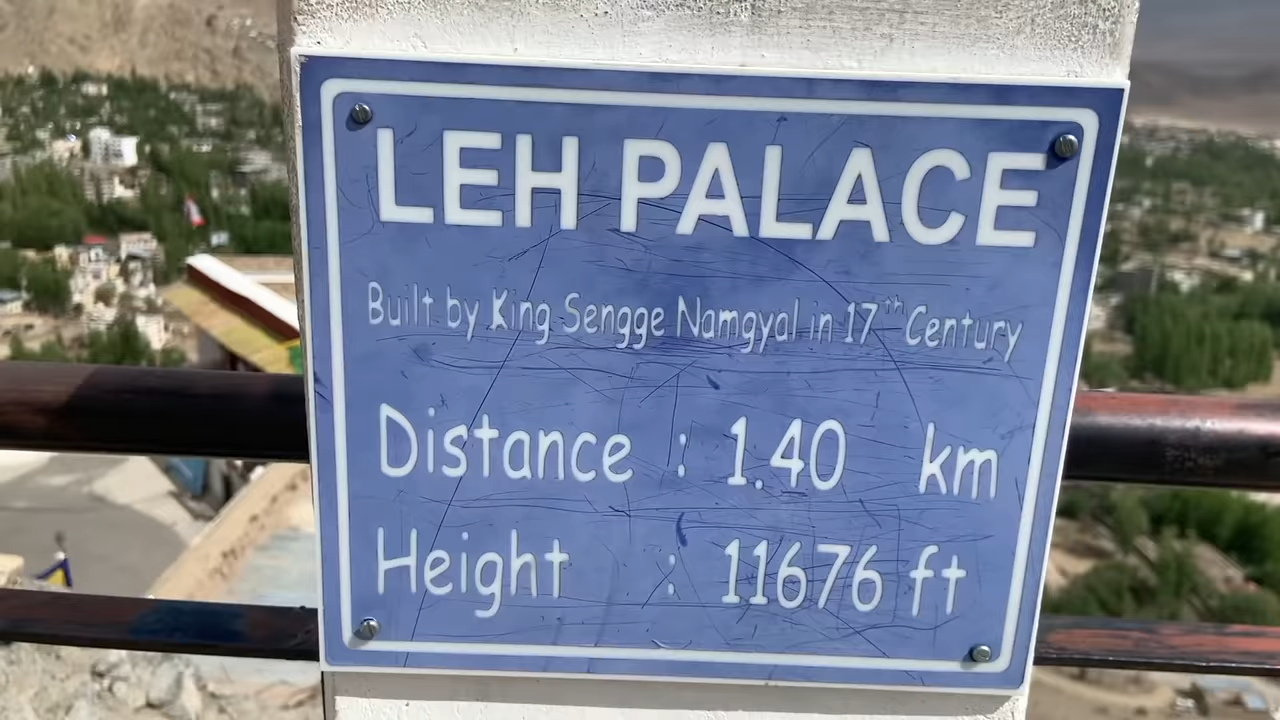 LEH PALACE
Built by King Sengge Namgyal in 17th Century
Distance : 1.40 km
Height : 11676 ft